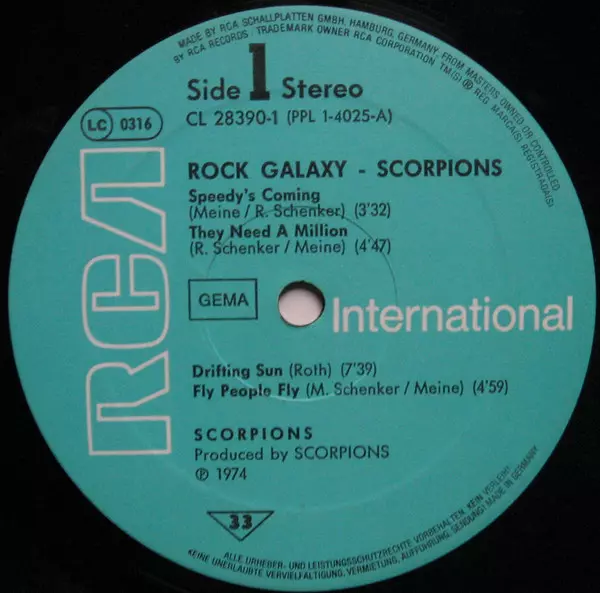 MADE BY RCA SCHALLPLATTEN GMBH, HAMBURG, GERMANY, FROM MASTERS OWNED OR CONTROLLED
BY RCA RECORDS / TRADEMARK OWNER RCA CORPORATION TM(S) ® REG. MARCA(S) REGISTRADA(S)
Side 1 Stereo
CL 28390-1 (PPL 1-4025-A)
LC 0316
ROCK GALAXY - SCORPIONS
Speedy's Coming
(Meine / R. Schenker) (3'32)
They Need A Million
(R. Schenker / Meine) (4'47)
GEMA
RCA
International
Drifting Sun (Roth) (7'39)
Fly People Fly (M. Schenker / Meine) (4'59)
SCORPIONS
Produced by SCORPIONS
℗ 1974
33
ALLE URHEBER- UND LEISTUNGSSCHUTZRECHTE VORBEHALTEN. KEIN VERLEIH!
KEINE UNERLAUBTE VERVIELFÄLTIGUNG, VERMIETUNG, AUFFÜHRUNG, SENDUNG! MADE IN GERMANY